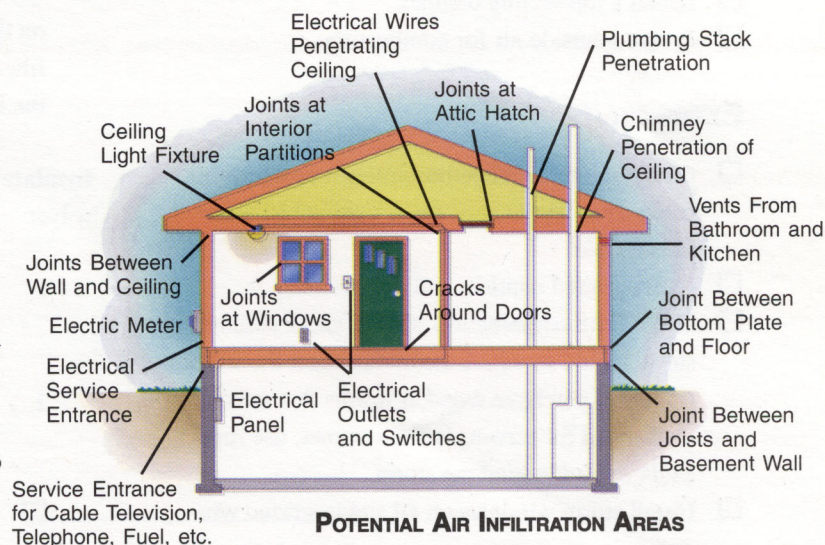 Electrical Wires
Penetrating
Ceiling
Plumbing Stack
Penetration
Joints at
Interior
Partitions
Joints at
Attic Hatch
Ceiling
Light Fixture
Chimney
Penetration of
Ceiling
Vents From
Bathroom and
Kitchen
Joints Between
Wall and Ceiling
Joints
at Windows
Cracks
Around Doors
Electric Meter
Joint Between
Bottom Plate
and Floor
Electrical
Service
Entrance
Electrical
Panel
Electrical
Outlets
and Switches
Joint Between
Joists and
Basement Wall
Service Entrance
for Cable Television,
Telephone, Fuel, etc.
POTENTIAL AIR INFILTRATION AREAS